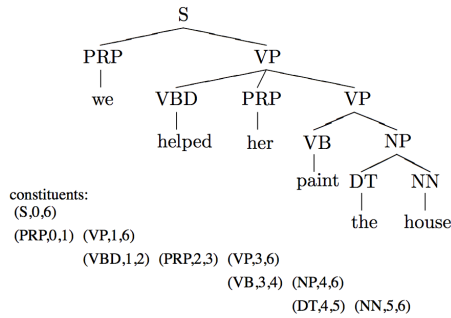 S
PRP VP
we VBD PRP VP
helped her VB NP
paint DT NN
the house
constituents:
(S,0,6)
(PRP,0,1) (VP,1,6)
(VBD,1,2) (PRP,2,3) (VP,3,6)
(VB,3,4) (NP,4,6)
(DT,4,5) (NN,5,6)